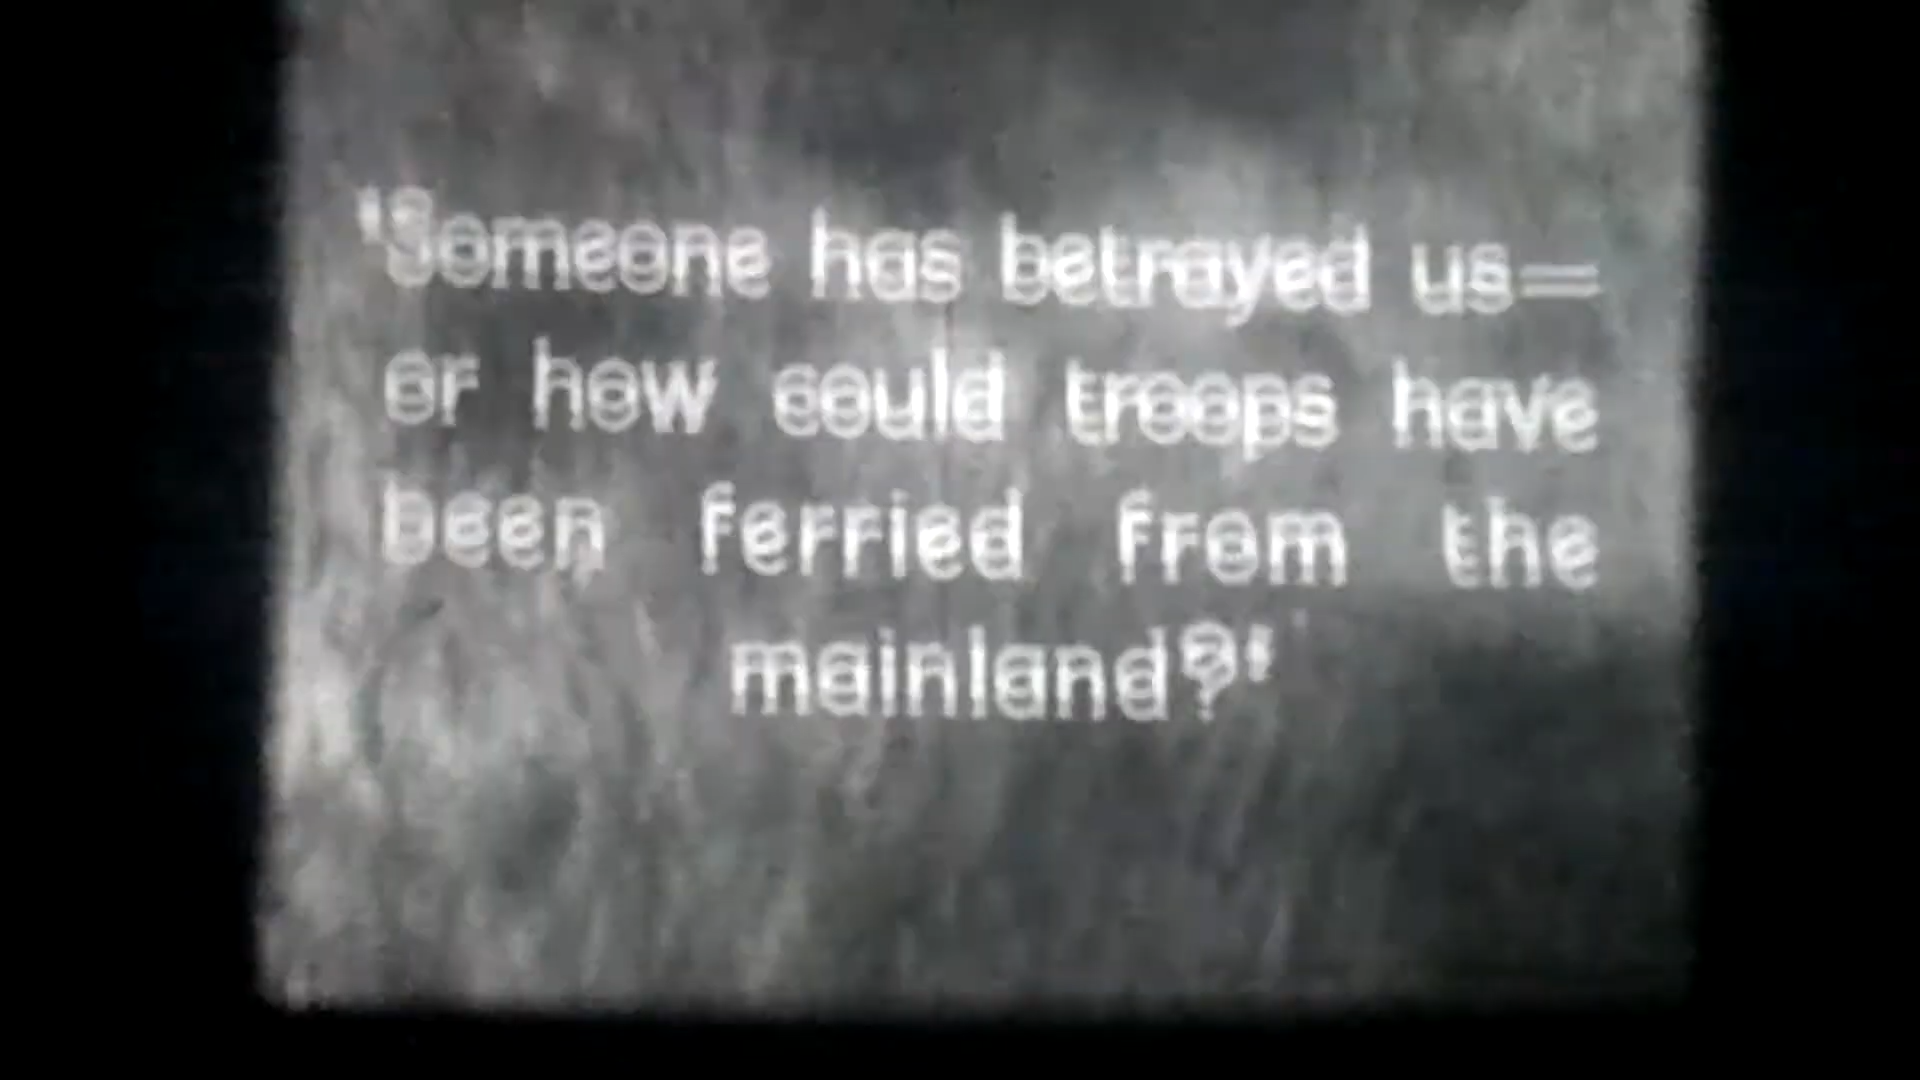 "Someone has betrayed us—
or how could troops have
been ferried from the
mainland?"